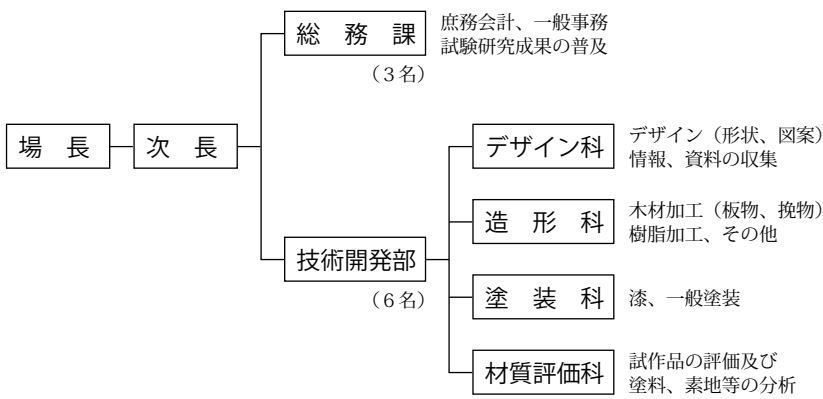 総　務　課
庶務会計、一般事務
試験研究成果の普及
（３名）
場　長
次　長
デザイン科
デザイン（形状、図案）
情報、資料の収集
造　形　科
木材加工（板物、挽物）
樹脂加工、その他
技術開発部
（６名）
塗　装　科
漆、一般塗装
材質評価科
試作品の評価及び
塗料、素地等の分析